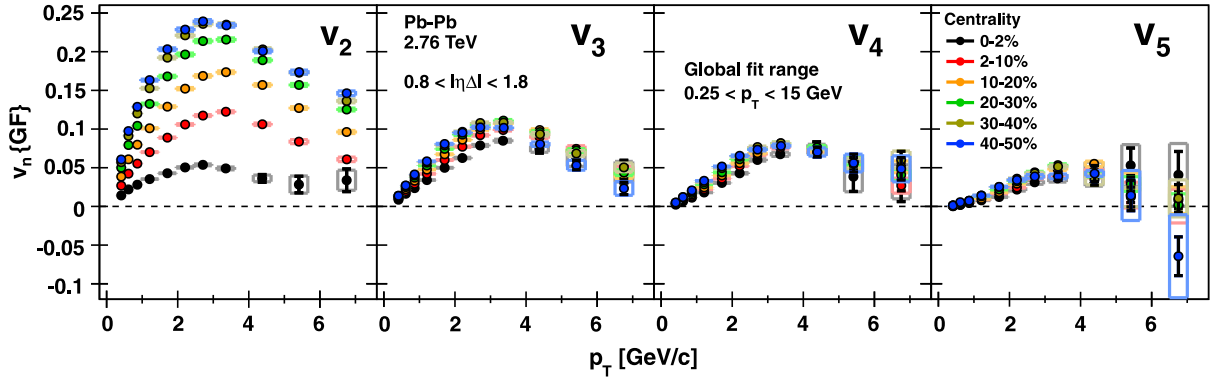 0.25
0.2
0.15
0.1
0.05
0
-0.05
-0.1
v_n{GF}
v_2
Pb-Pb
2.76 TeV
0.8 < |ηΔ| < 1.8
v_3
v_4
Global fit range
0.25 < p_T < 15 GeV
v_5
Centrality
0-2%
2-10%
10-20%
20-30%
30-40%
40-50%
0 2 4 6
0 2 4 6
0 2 4 6
0 2 4 6
p_T [GeV/c]